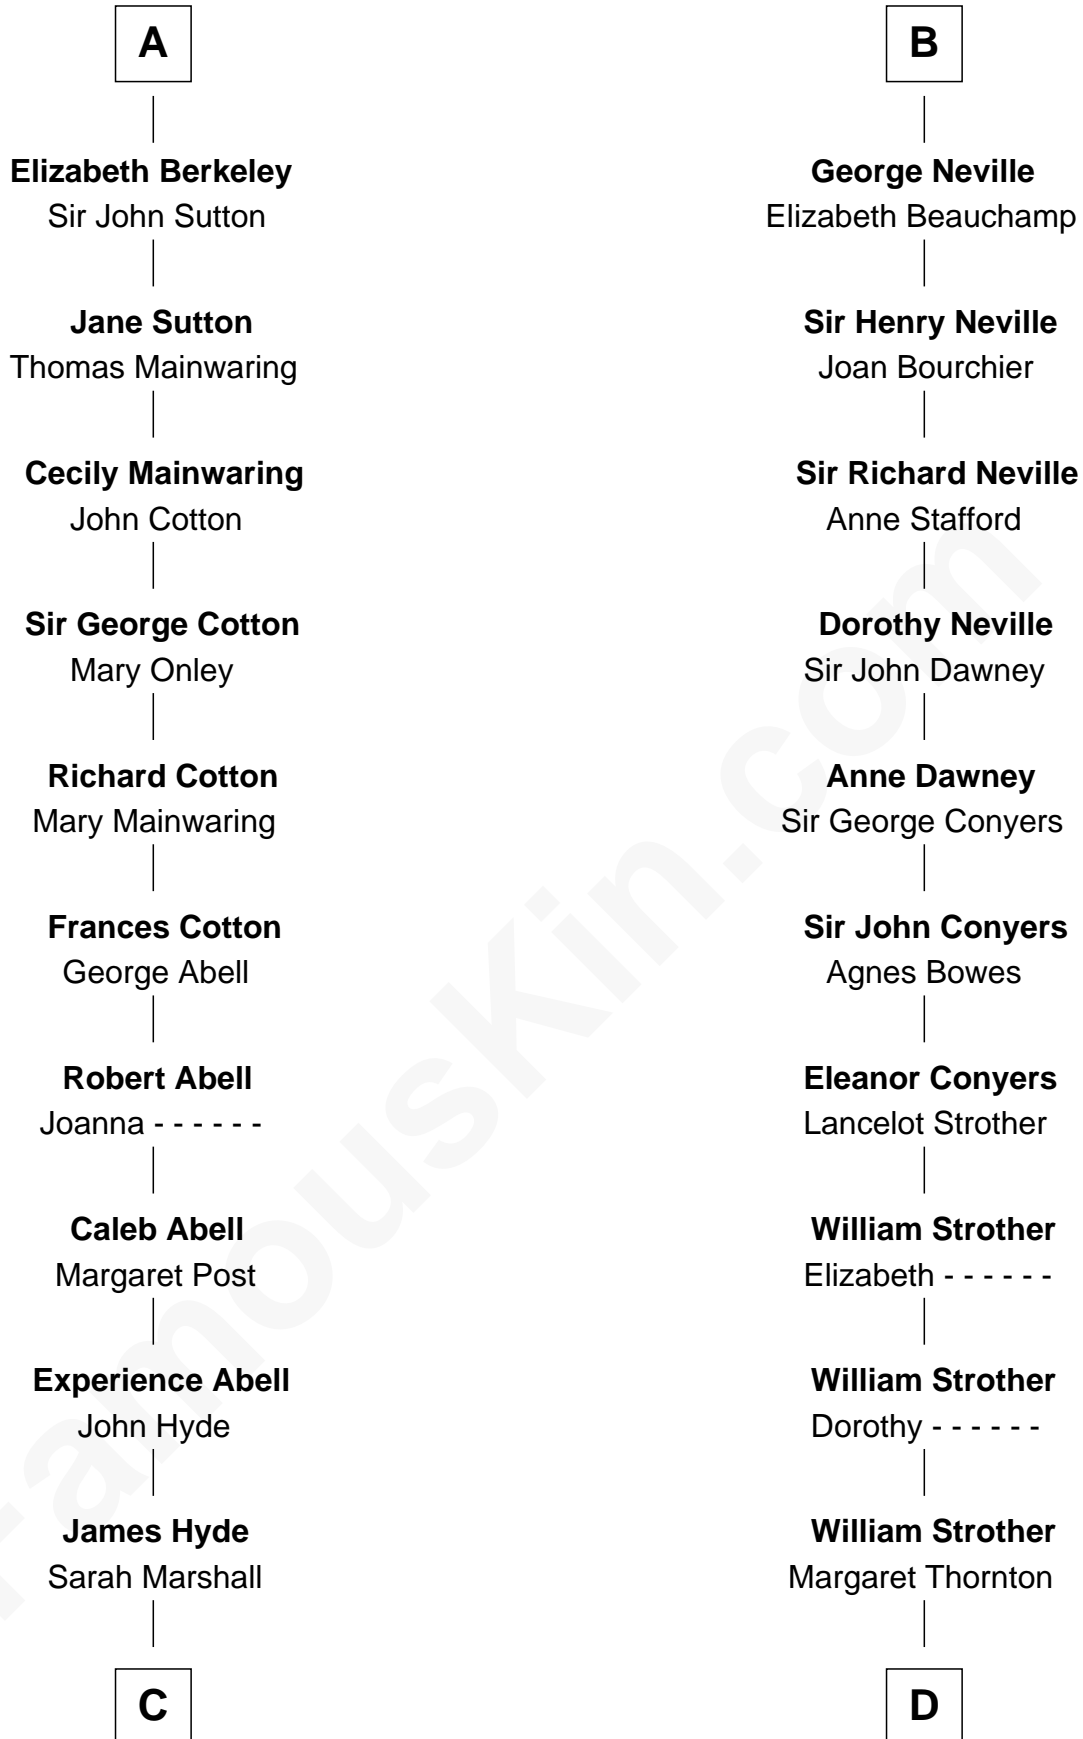 A
Elizabeth Berkeley
Sir John Sutton
Jane Sutton
Thomas Mainwaring
Cecily Mainwaring
John Cotton
Sir George Cotton
Mary Onley
Richard Cotton
Mary Mainwaring
Frances Cotton
George Abell
Robert Abell
Joanna - - - - - -
Caleb Abell
Margaret Post
Experience Abell
John Hyde
James Hyde
Sarah Marshall
C
B
George Neville
Elizabeth Beauchamp
Sir Henry Neville
Joan Bourchier
Sir Richard Neville
Anne Stafford
Dorothy Neville
Sir John Dawney
Anne Dawney
Sir George Conyers
Sir John Conyers
Agnes Bowes
Eleanor Conyers
Lancelot Strother
William Strother
Elizabeth - - - - - -
William Strother
Dorothy - - - - - -
William Strother
Margaret Thornton
D
FamousKin.com